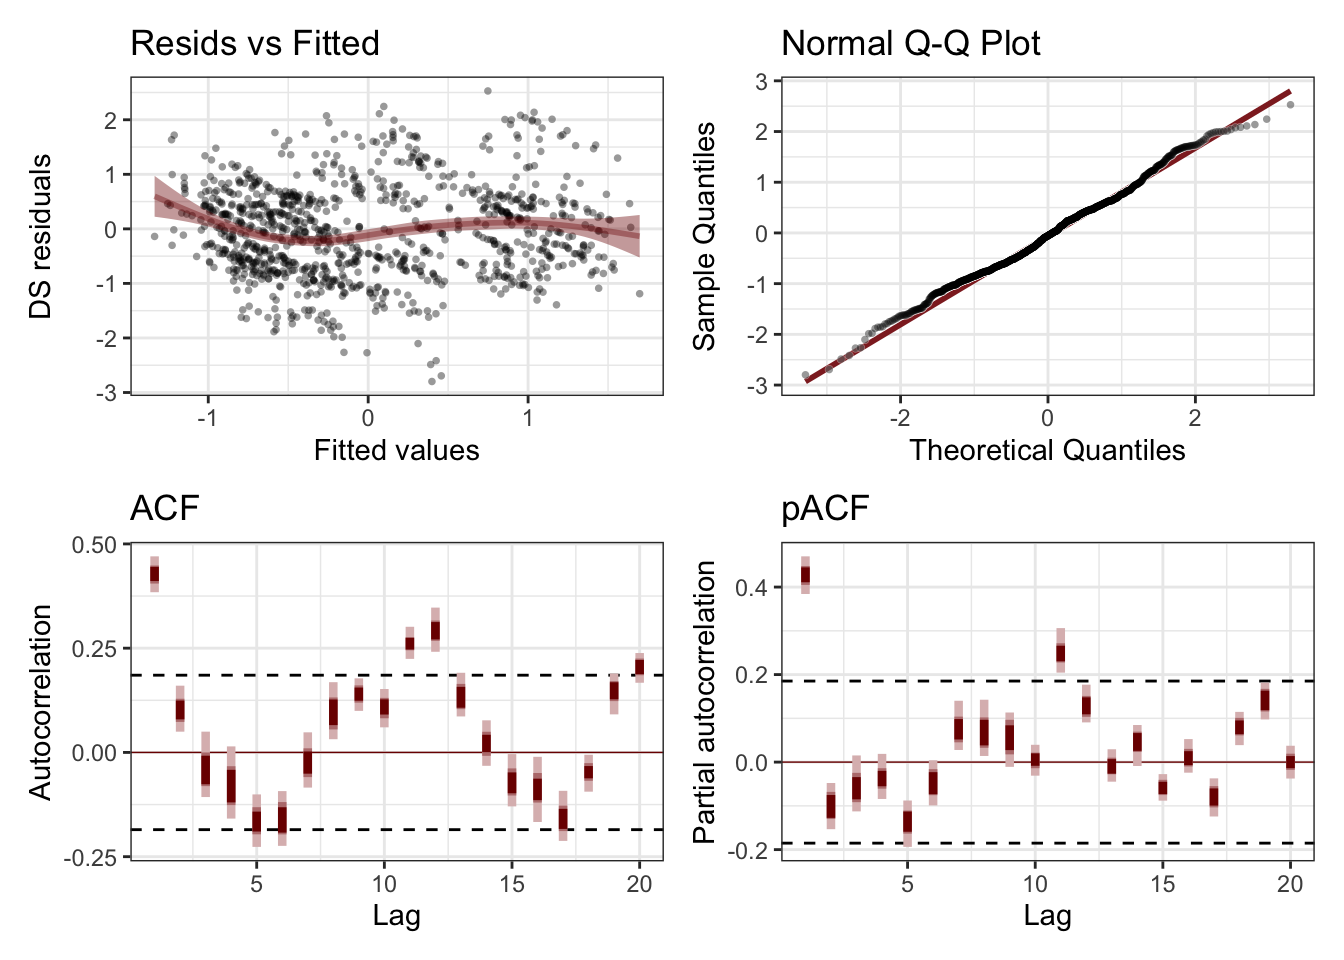 Resids vs Fitted
DS residuals
2
1
0
-1
-2
-3
-1
0
1
Fitted values
Normal Q-Q Plot
Sample Quantiles
3
2
1
0
-1
-2
-3
-2
0
2
Theoretical Quantiles
ACF
Autocorrelation
0.50
0.25
0.00
-0.25
5
10
15
20
Lag
pACF
Partial autocorrelation
0.4
0.2
0.0
-0.2
5
10
15
20
Lag